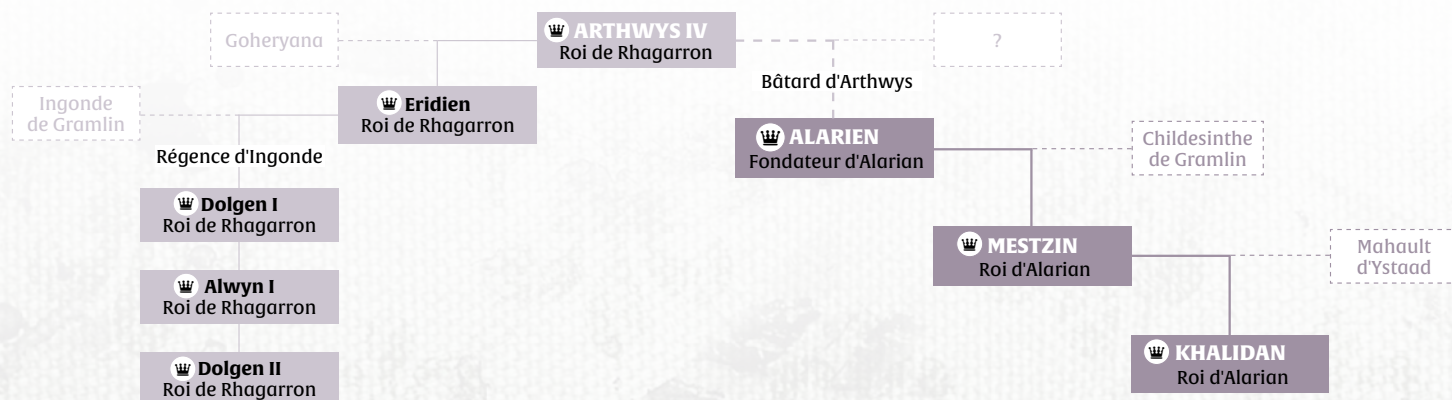 Goheryana
ARTHWYS IV
Roi de Rhagarron
?
Bâtard d'Arthwys
Ingonde
de Gramlin
Eridien
Roi de Rhagarron
ALARIEN
Fondateur d'Alarian
Childesinthe
de Gramlin
Régence d'Ingonde
Dolgen I
Roi de Rhagarron
MESTZIN
Roi d'Alarian
Mahault
d'Ystaad
Alwyn I
Roi de Rhagarron
KHALIDAN
Roi d'Alarian
Dolgen II
Roi de Rhagarron